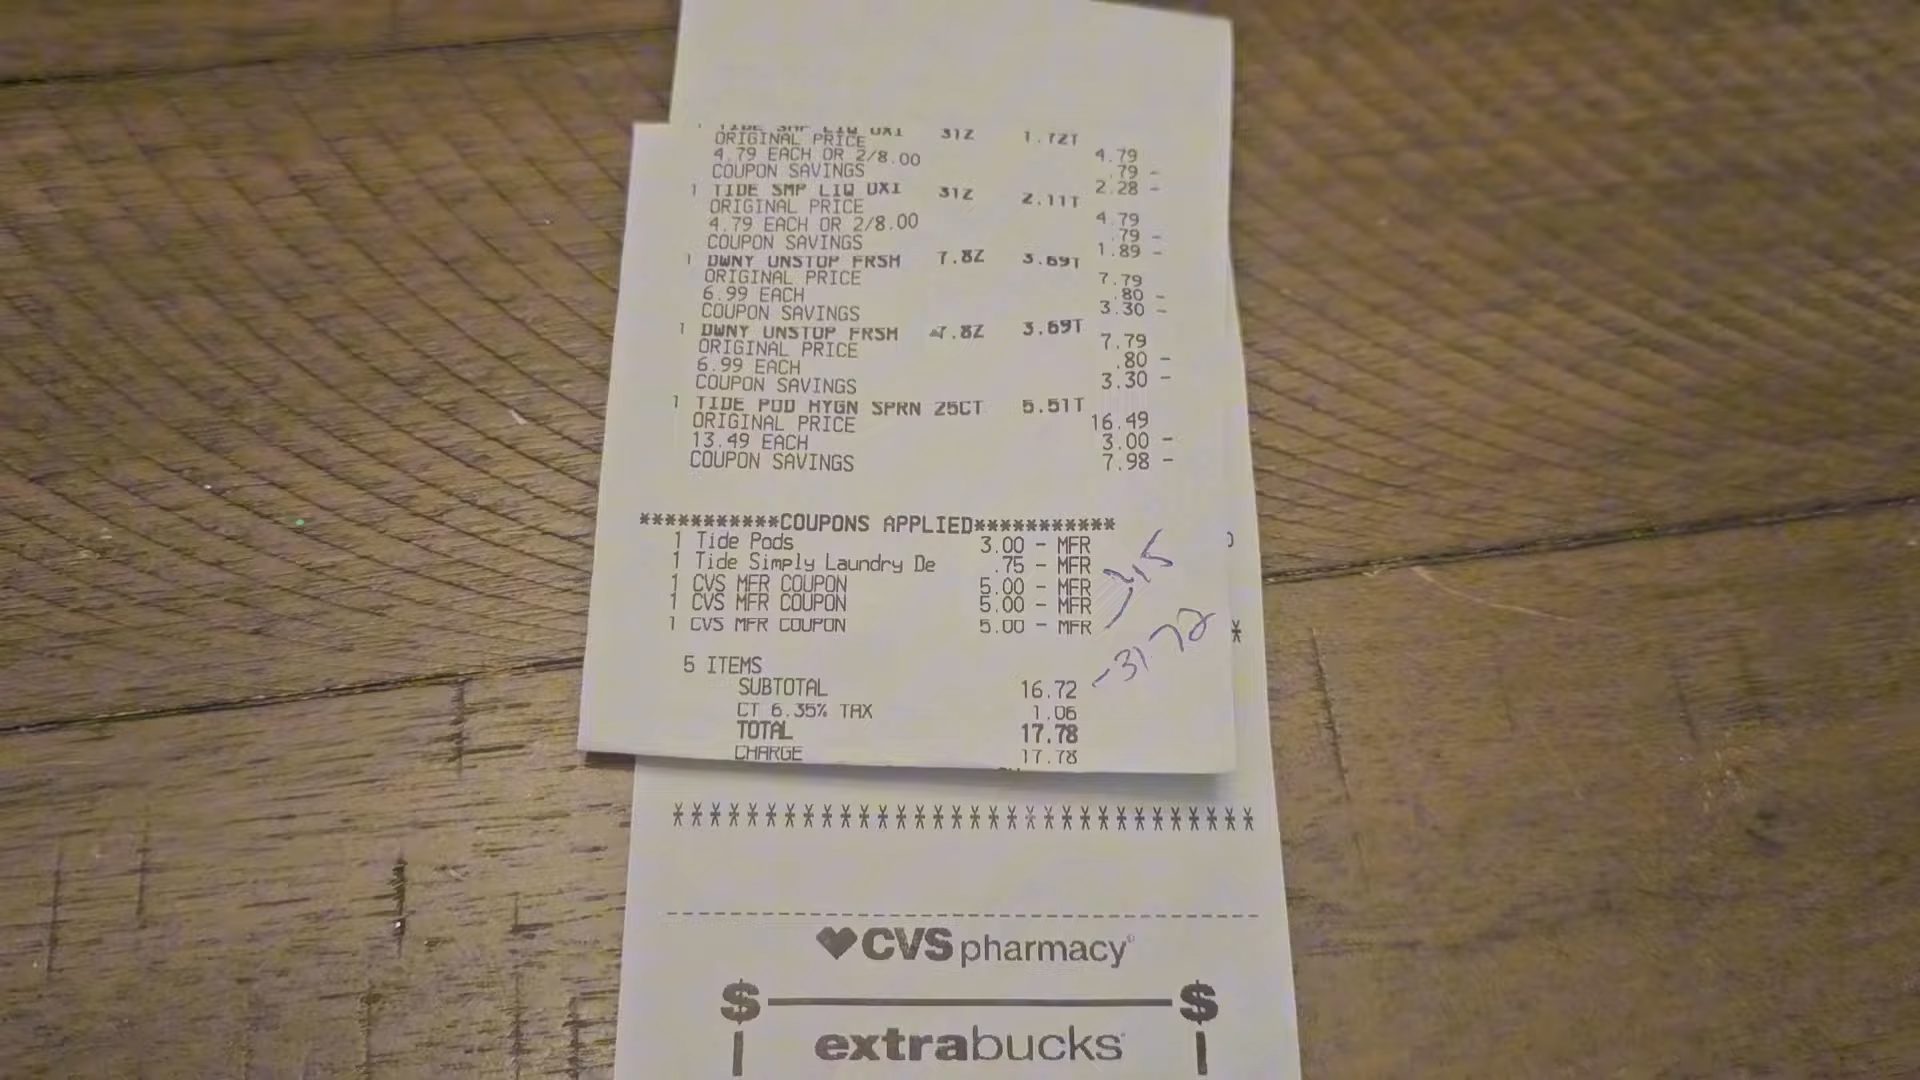 1 TIDE SMP LIQ OXI 31Z 1.72T
ORIGINAL PRICE 4.79
4.79 EACH OR 2/8.00 .79 -
COUPON SAVINGS 2.28 -
1 TIDE SMP LIQ OXI 31Z 2.11T
ORIGINAL PRICE 4.79
4.79 EACH OR 2/8.00 .79 -
COUPON SAVINGS 1.89 -
1 DWNY UNSTOP FRSH 7.8Z 3.69T
ORIGINAL PRICE 7.79
6.99 EACH .80 -
COUPON SAVINGS 3.30 -
1 DWNY UNSTOP FRSH 7.8Z 3.69T
ORIGINAL PRICE 7.79
6.99 EACH .80 -
COUPON SAVINGS 3.30 -
1 TIDE POD HYGN SPRN 25CT 5.51T
ORIGINAL PRICE 16.49
13.49 EACH 3.00 -
COUPON SAVINGS 7.98 -
***********COUPONS APPLIED***********
1 Tide Pods 3.00 - MFR
1 Tide Simply Laundry De .75 - MFR
1 CVS MFR COUPON 5.00 - MFR
1 CVS MFR COUPON 5.00 - MFR
1 CVS MFR COUPON 5.00 - MFR
5 ITEMS
SUBTOTAL 16.72 -31.72
CT 6.35% TAX 1.06
TOTAL 17.78
CHARGE 17.78
*******************************
CVS pharmacy
$ $
extrabucks